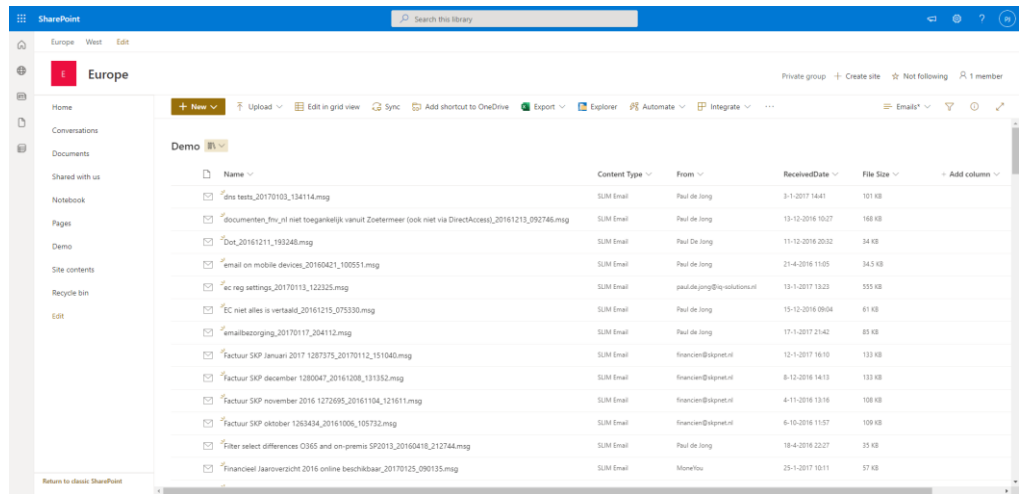 SharePoint Search this library ?
Europe West Edit
E Europe Private group + Create site Not following 1 member
Home
Conversations
Documents
Shared with us
Notebook
Pages
Demo
Site contents
Recycle bin
Edit
Return to classic SharePoint
+ New Upload Edit in grid view Sync Add shortcut to OneDrive Export Explorer Automate Integrate ... Emails*
Demo
Name Content Type From ReceivedDate File Size + Add column
dns tests_20170103_134114.msg SLIM Email Paul de Jong 3-1-2017 14:41 101 KB
documenten_fnv_nl niet toegankelijk vanuit Zoetermeer (ook niet via DirectAccess)_20161213_092746.msg SLIM Email Paul de Jong 13-12-2016 10:27 168 KB
Dot_20161211_193248.msg SLIM Email Paul De Jong 11-12-2016 20:32 34 KB
email on mobile devices_20160421_100551.msg SLIM Email Paul de Jong 21-4-2016 11:05 34.5 KB
ec reg settings_20170113_122325.msg SLIM Email paul.de.jong@iq-solutions.nl 13-1-2017 13:23 555 KB
EC niet alles is vertaald_20161215_075330.msg SLIM Email Paul de Jong 15-12-2016 09:04 61 KB
emailbezorging_20170117_204112.msg SLIM Email Paul de Jong 17-1-2017 21:42 85 KB
Factuur SKP Januari 2017 1287375_20170112_151040.msg SLIM Email financien@skpnet.nl 12-1-2017 16:10 133 KB
Factuur SKP december 1280047_20161208_131352.msg SLIM Email financien@skpnet.nl 8-12-2016 14:13 133 KB
Factuur SKP november 2016 1272695_20161104_121611.msg SLIM Email financien@skpnet.nl 4-11-2016 13:16 108 KB
Factuur SKP oktober 1263434_20161006_105732.msg SLIM Email financien@skpnet.nl 6-10-2016 11:57 109 KB
Filter select differences O365 and on-premis SP2013_20160418_212744.msg SLIM Email Paul de Jong 18-4-2016 22:27 35 KB
Financieel Jaaroverzicht 2016 online beschikbaar_20170125_090135.msg SLIM Email MoneYou 25-1-2017 10:11 57 KB